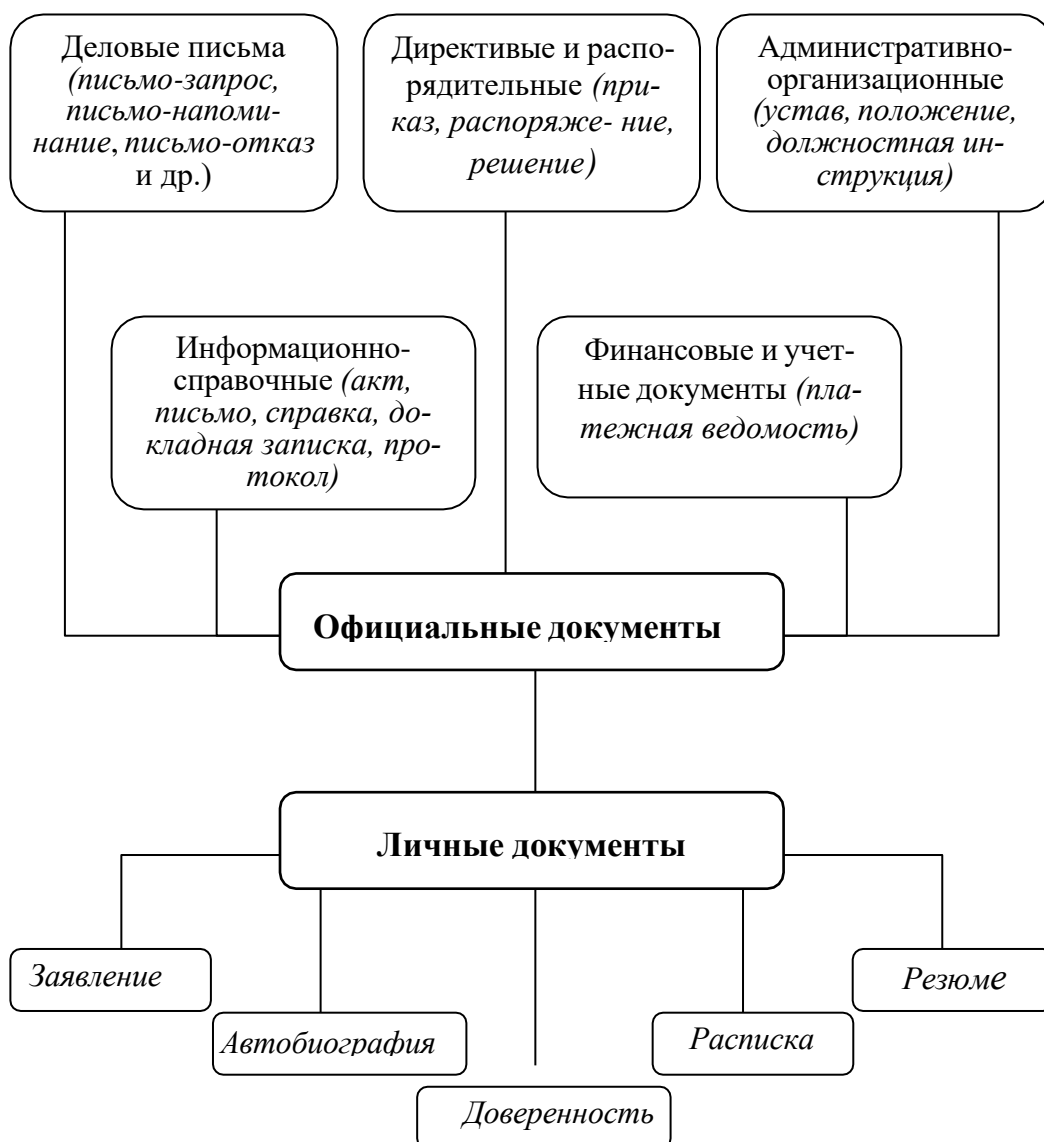 Деловые письма
(письмо-запрос,
письмо-напоми-
нание, письмо-отказ
и др.)
Директивые и распо-
рядительные (при-
каз, распоряже- ние,
решение)
Административно-
организационные
(устав, положение,
должностная ин-
струкция)
Информационно-
справочные (акт,
письмо, справка, до-
кладная записка, про-
токол)
Финансовые и учет-
ные документы (пла-
тежная ведомость)
Официальные документы
Личные документы
Заявление
Резюме
Автобиография
Расписка
Доверенность